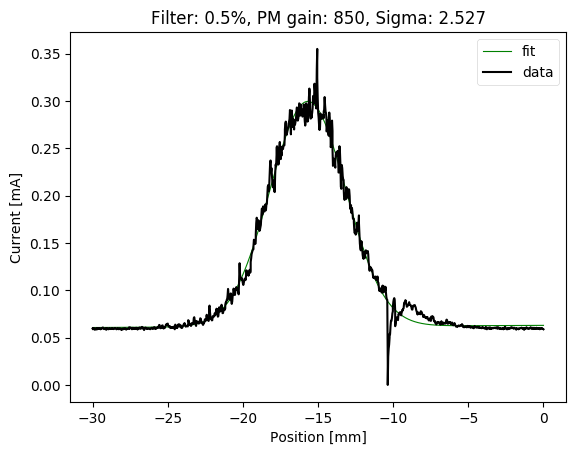 Filter: 0.5%, PM gain: 850, Sigma: 2.527
fit
data
Current [mA]
0.35
0.30
0.25
0.20
0.15
0.10
0.05
0.00
−30 −25 −20 −15 −10 −5 0
Position [mm]